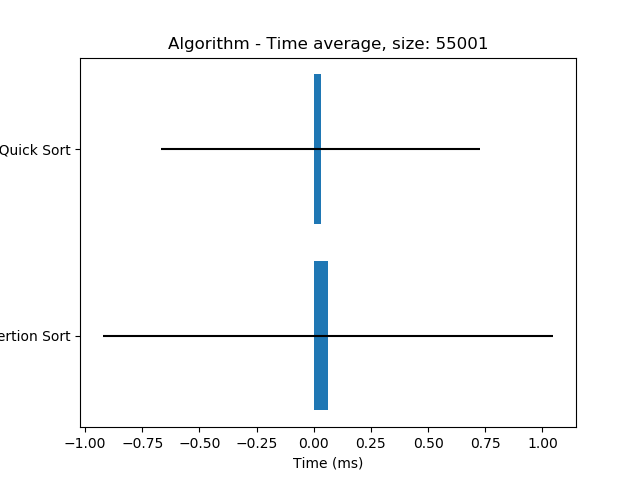 Algorithm - Time average, size: 55001
Quick Sort
ertion Sort
−1.00 −0.75 −0.50 −0.25 0.00 0.25 0.50 0.75 1.00
Time (ms)